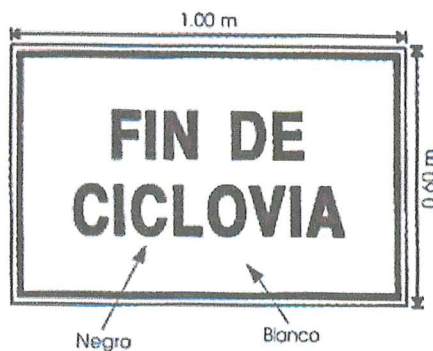 1.00 m
FIN DE
CICLOVIA
0.60 m
Negro
Blanco